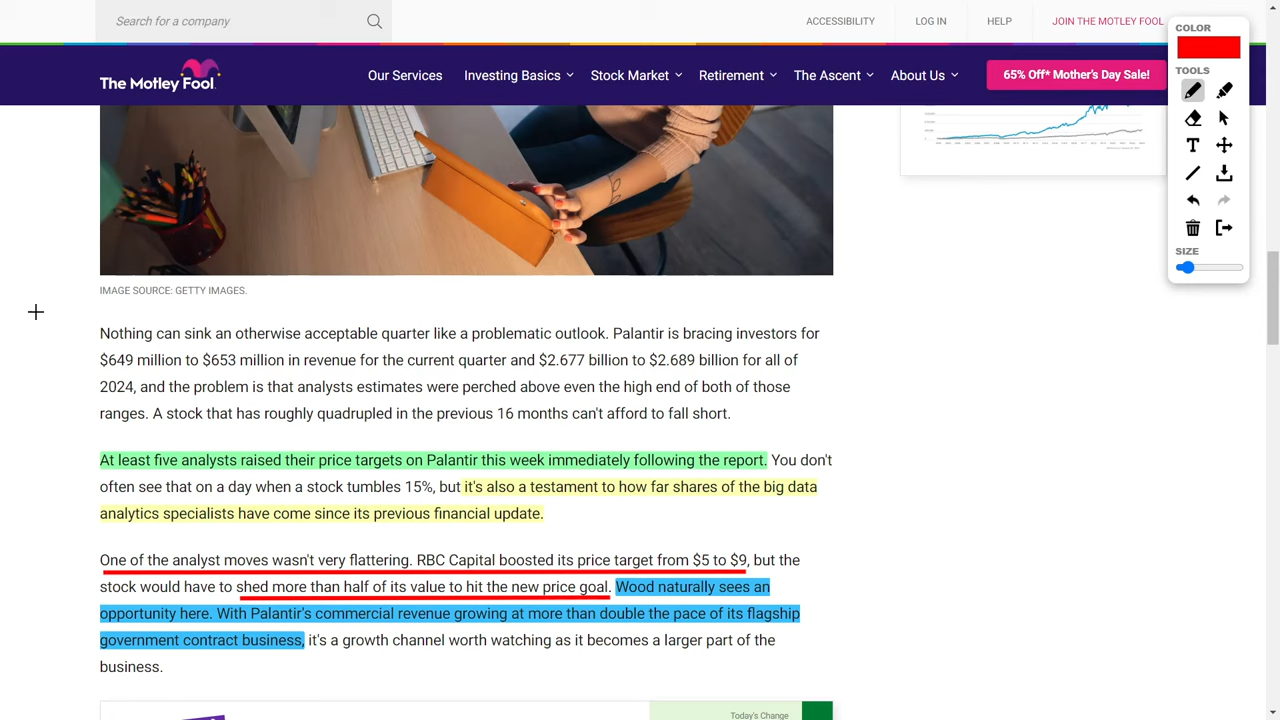 Search for a company
ACCESSIBILITY
LOG IN
HELP
JOIN THE MOTLEY FOOL
The Motley Fool
Our Services
Investing Basics
Stock Market
Retirement
The Ascent
About Us
65% Off* Mother's Day Sale!
COLOR
TOOLS
T
SIZE
IMAGE SOURCE: GETTY IMAGES.
Nothing can sink an otherwise acceptable quarter like a problematic outlook. Palantir is bracing investors for
$649 million to $653 million in revenue for the current quarter and $2.677 billion to $2.689 billion for all of
2024, and the problem is that analysts estimates were perched above even the high end of both of those
ranges. A stock that has roughly quadrupled in the previous 16 months can't afford to fall short.
At least five analysts raised their price targets on Palantir this week immediately following the report. You don't
often see that on a day when a stock tumbles 15%, but it's also a testament to how far shares of the big data
analytics specialists have come since its previous financial update.
One of the analyst moves wasn't very flattering. RBC Capital boosted its price target from $5 to $9, but the
stock would have to shed more than half of its value to hit the new price goal. Wood naturally sees an
opportunity here. With Palantir's commercial revenue growing at more than double the pace of its flagship
government contract business, it's a growth channel worth watching as it becomes a larger part of the
business.
Today's Change